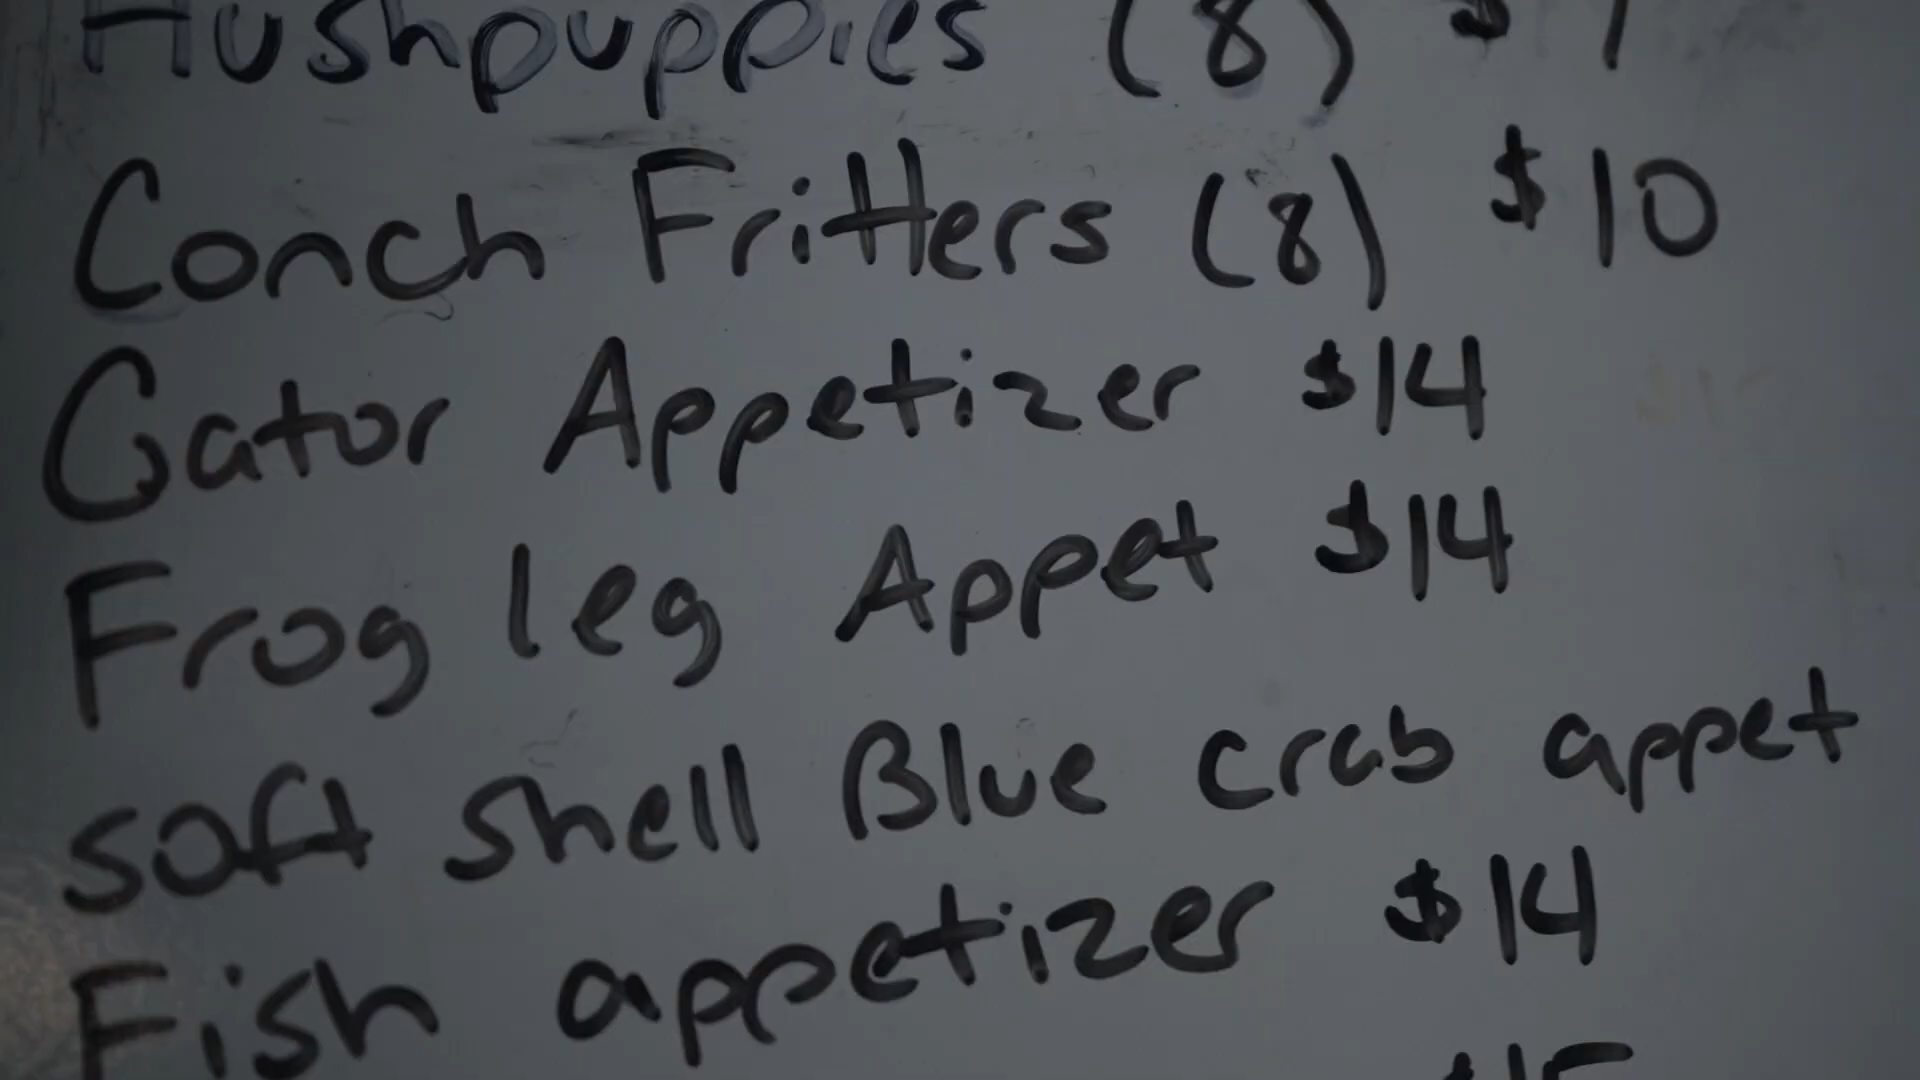 Hushpuppies (8) $
Conch Fritters (8) $10
Gator Appetizer $14
Frog leg Appet $14
Soft Shell Blue crab appet
Fish appetizer $14